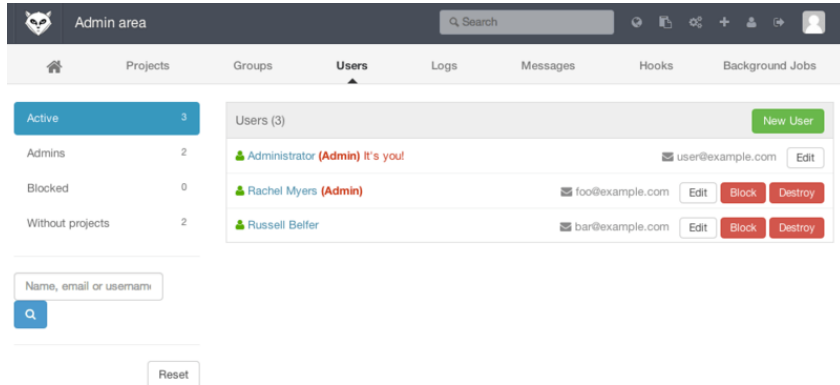 Admin area
Search
Projects Groups Users Logs Messages Hooks Background Jobs
Active 3
Admins 2
Blocked 0
Without projects 2
Name, email or usernam
Reset
Users (3) New User
Administrator (Admin) It's you! user@example.com Edit
Rachel Myers (Admin) foo@example.com Edit Block Destroy
Russell Belfer bar@example.com Edit Block Destroy